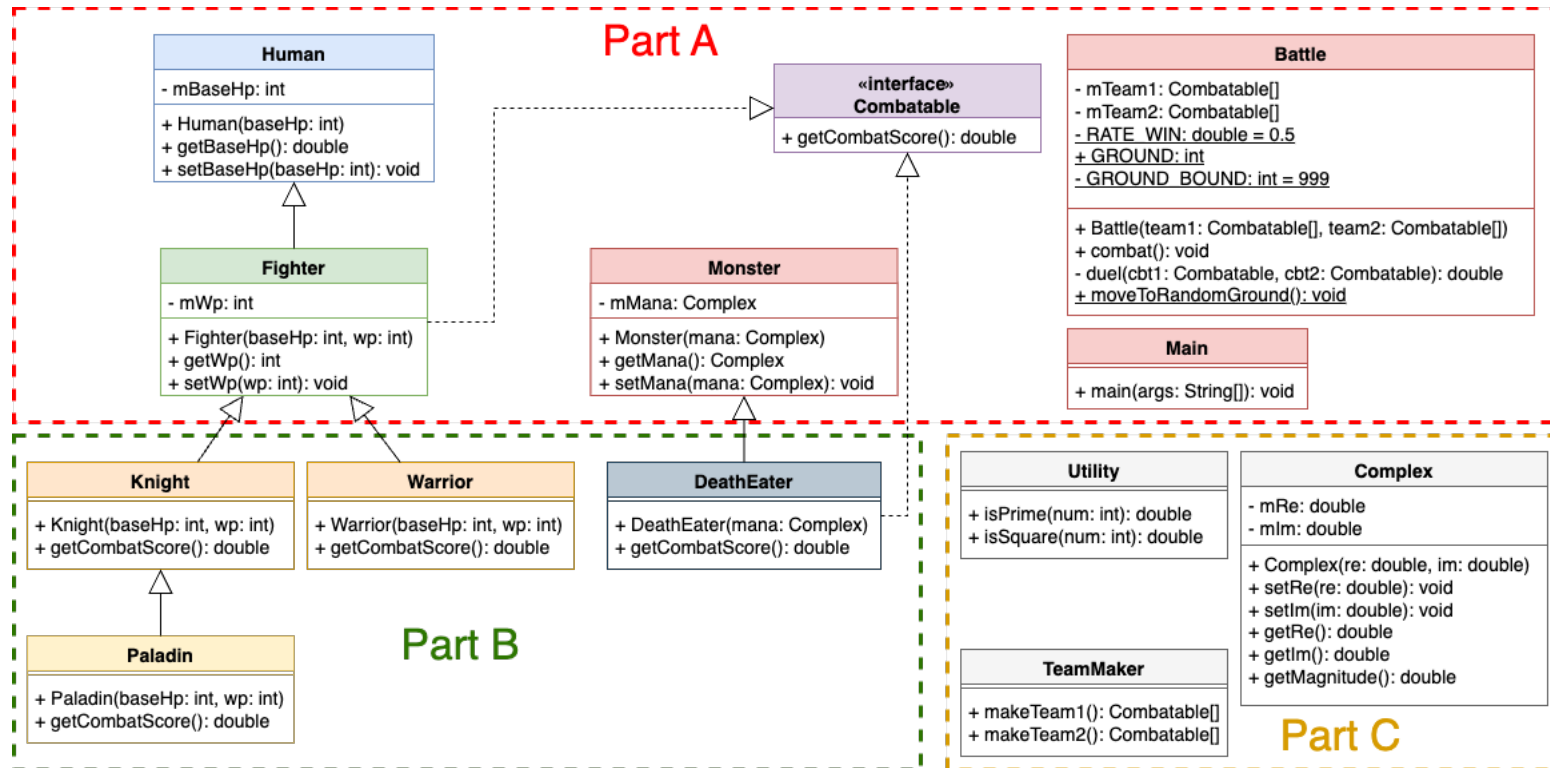 Part A
Human
- mBaseHp: int
+ Human(baseHp: int)
+ getBaseHp(): double
+ setBaseHp(baseHp: int): void
«interface»
Combatable
+ getCombatScore(): double
Battle
- mTeam1: Combatable[]
- mTeam2: Combatable[]
- RATE_WIN: double = 0.5
+ GROUND: int
- GROUND_BOUND: int = 999
+ Battle(team1: Combatable[], team2: Combatable[])
+ combat(): void
- duel(cbt1: Combatable, cbt2: Combatable): double
+ moveToRandomGround(): void
Fighter
- mWp: int
+ Fighter(baseHp: int, wp: int)
+ getWp(): int
+ setWp(wp: int): void
Monster
- mMana: Complex
+ Monster(mana: Complex)
+ getMana(): Complex
+ setMana(mana: Complex): void
Main
+ main(args: String[]): void
Knight
+ Knight(baseHp: int, wp: int)
+ getCombatScore(): double
Warrior
+ Warrior(baseHp: int, wp: int)
+ getCombatScore(): double
DeathEater
+ DeathEater(mana: Complex)
+ getCombatScore(): double
Paladin
+ Paladin(baseHp: int, wp: int)
+ getCombatScore(): double
Part B
Utility
+ isPrime(num: int): double
+ isSquare(num: int): double
Complex
- mRe: double
- mIm: double
+ Complex(re: double, im: double)
+ setRe(re: double): void
+ setIm(im: double): void
+ getRe(): double
+ getIm(): double
+ getMagnitude(): double
TeamMaker
+ makeTeam1(): Combatable[]
+ makeTeam2(): Combatable[]
Part C